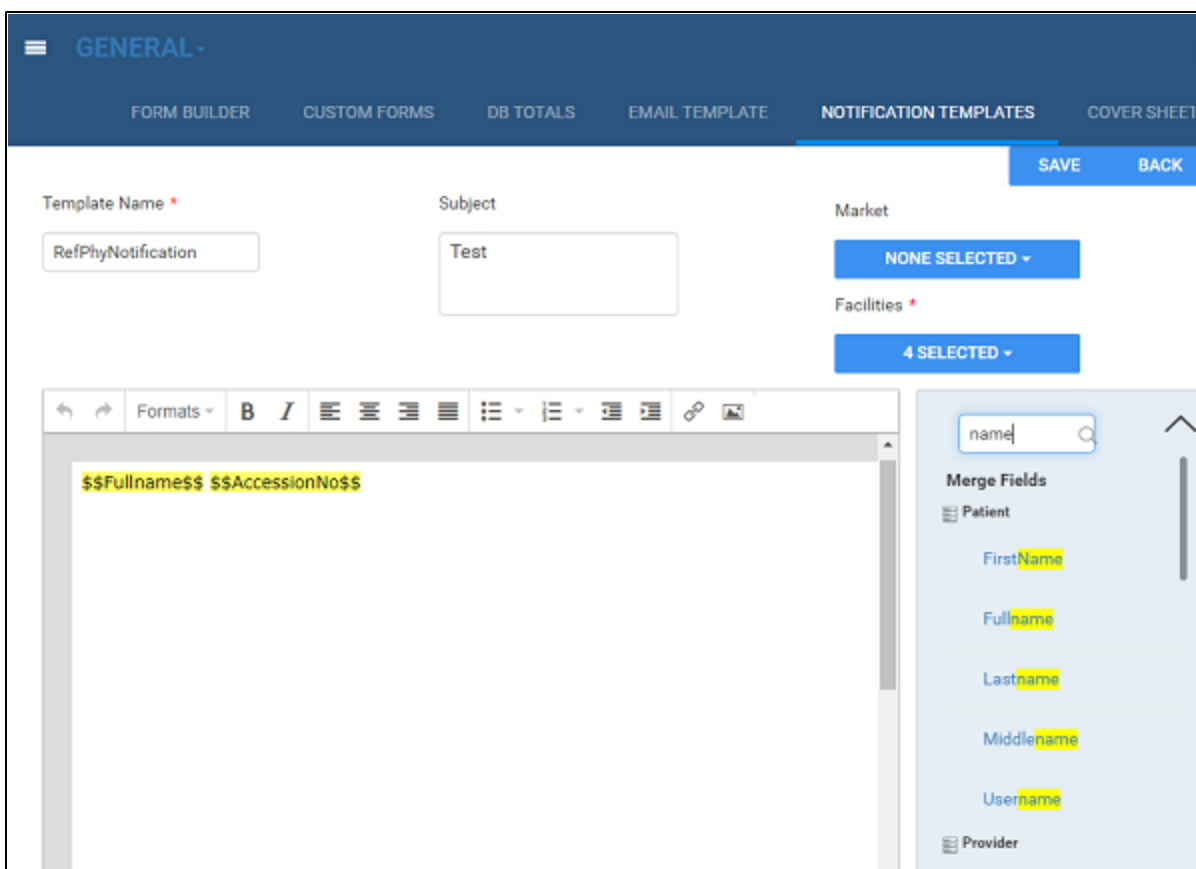 GENERAL
FORM BUILDER CUSTOM FORMS DB TOTALS EMAIL TEMPLATE NOTIFICATION TEMPLATES COVER SHEET
SAVE BACK
Template Name *
RefPhyNotification
Subject
Test
Market
NONE SELECTED
Facilities *
4 SELECTED
Formats B I
$$Fullname$$ $$AccessionNo$$
name
Merge Fields
Patient
FirstName
Fullname
Lastname
Middlename
Username
Provider